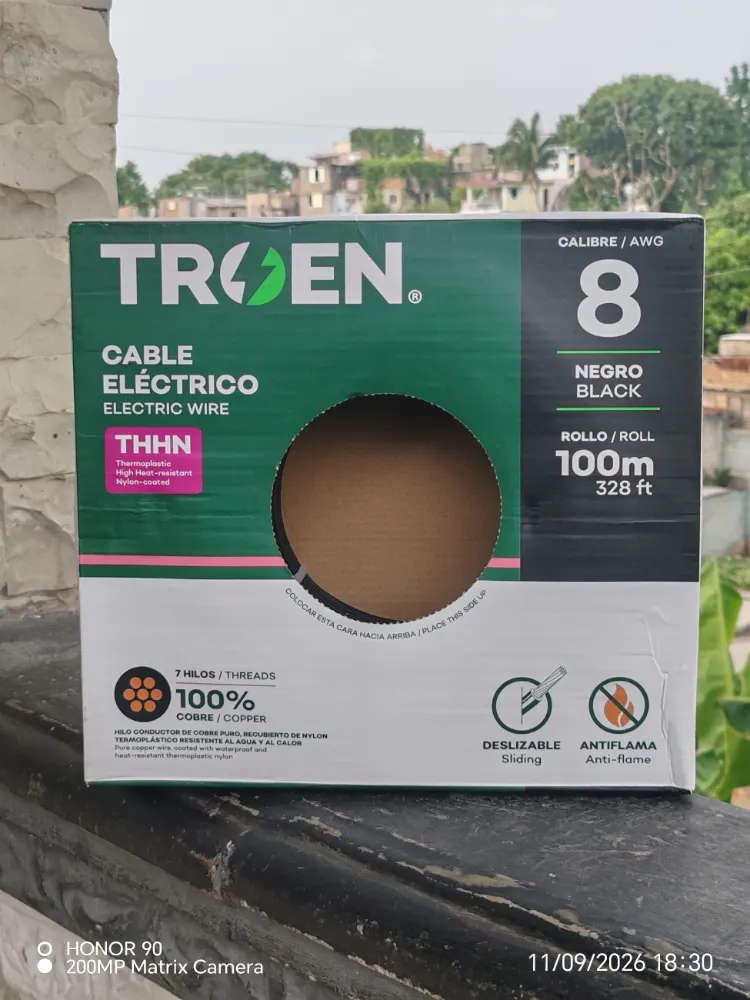 TROEN®
CABLE
ELÉCTRICO
ELECTRIC WIRE
THHN
Thermoplastic
High Heat-resistant
Nylon-coated
CALIBRE / AWG
8
NEGRO
BLACK
ROLLO / ROLL
100m
328 ft
COLOCAR ESTA CARA HACIA ARRIBA / PLACE THIS SIDE UP
7 HILOS / THREADS
100%
COBRE / COPPER
HILO CONDUCTOR DE COBRE PURO, RECUBIERTO DE NYLON
TERMOPLÁSTICO RESISTENTE AL AGUA Y AL CALOR
Pure copper wire, coated with waterproof and
heat-resistant thermoplastic nylon
DESLIZABLE
Sliding
ANTIFLAMA
Anti-flame
HONOR 90
200MP Matrix Camera
11/09/2026 18:30